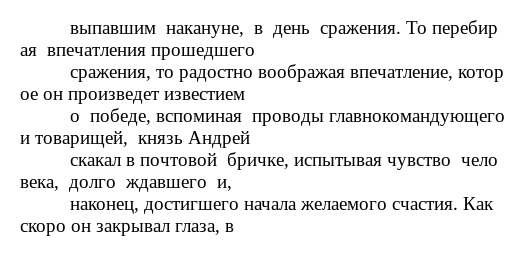 выпавшим накануне, в день сражения. То перебир
ая впечатления прошедшего
сражения, то радостно воображая впечатление, котор
ое он произведет известием
о победе, вспоминая проводы главнокомандующего
и товарищей, князь Андрей
скакал в почтовой бричке, испытывая чувство чело
века, долго ждавшего и,
наконец, достигшего начала желаемого счастия. Как
скоро он закрывал глаза, в